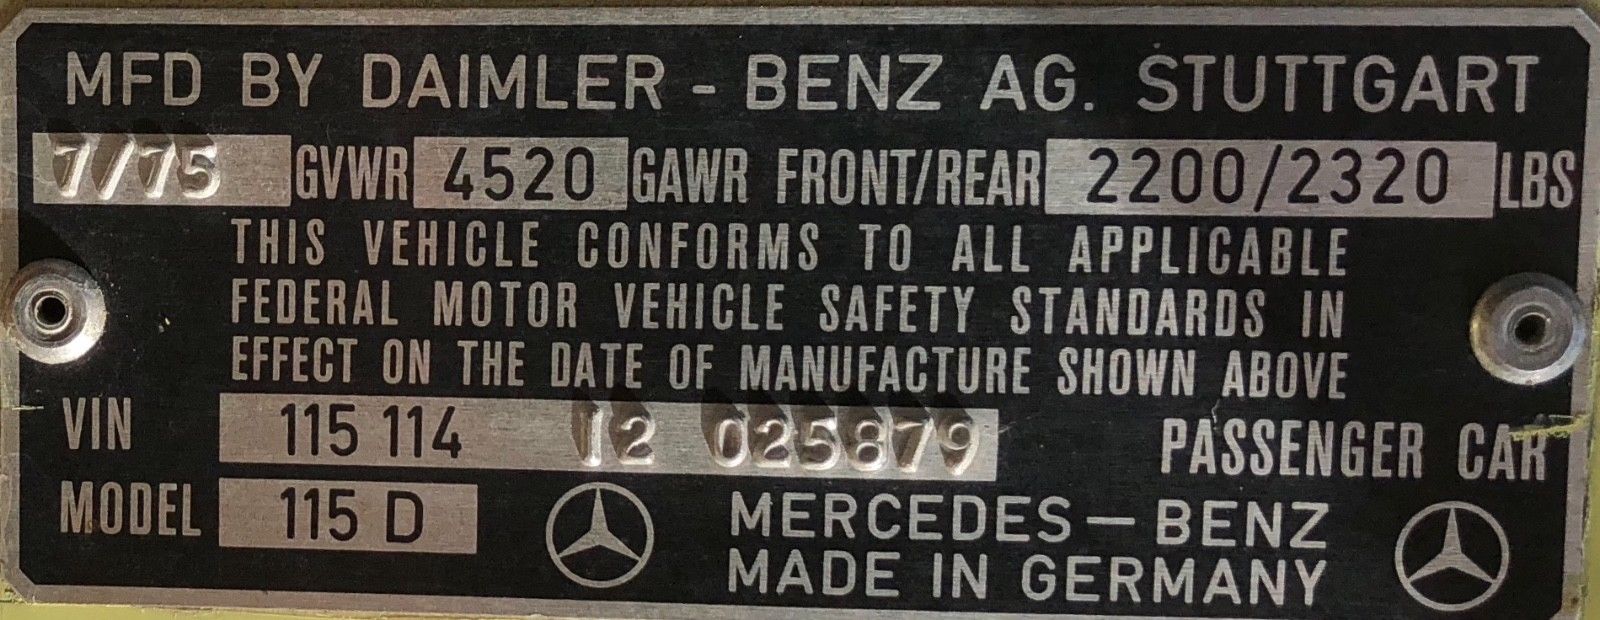 MFD BY DAIMLER - BENZ AG. STUTTGART
7/75 GVWR 4520 GAWR FRONT/REAR 2200/2320 LBS
THIS VEHICLE CONFORMS TO ALL APPLICABLE
FEDERAL MOTOR VEHICLE SAFETY STANDARDS IN
EFFECT ON THE DATE OF MANUFACTURE SHOWN ABOVE
VIN 115 114 12 025879 PASSENGER CAR
MODEL 115 D MERCEDES - BENZ
MADE IN GERMANY